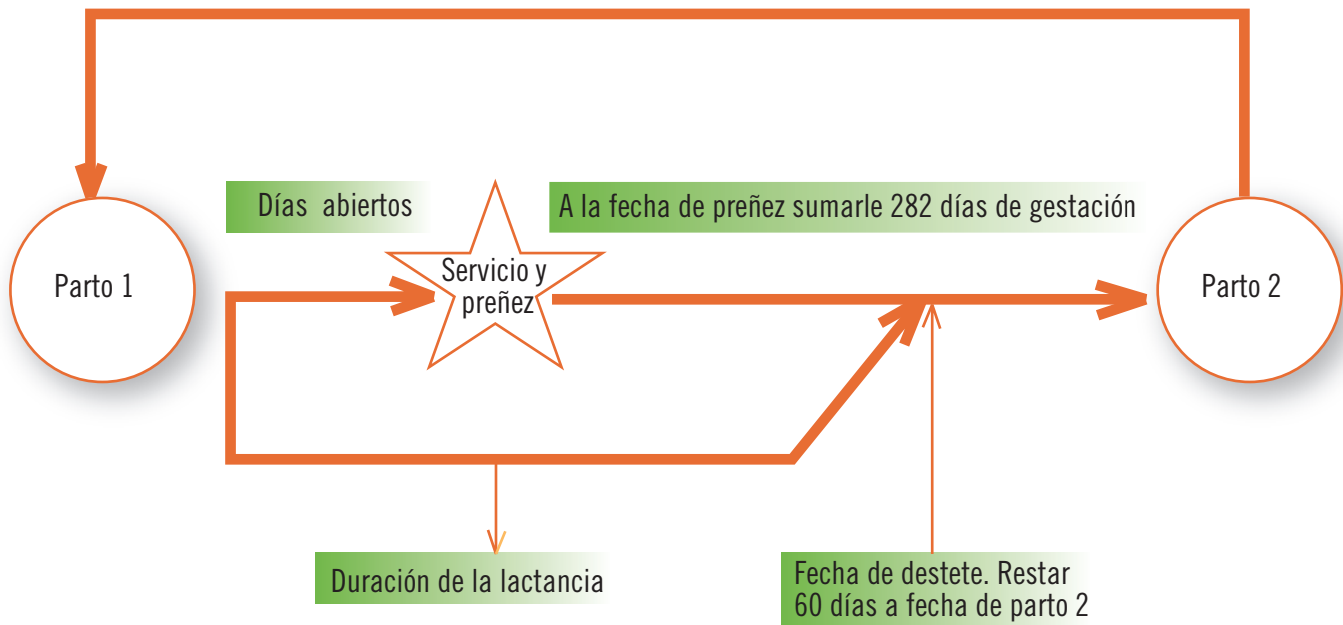 Días abiertos
A la fecha de preñez sumarle 282 días de gestación
Parto 1
Servicio y
preñez
Parto 2
Duración de la lactancia
Fecha de destete. Restar
60 días a fecha de parto 2